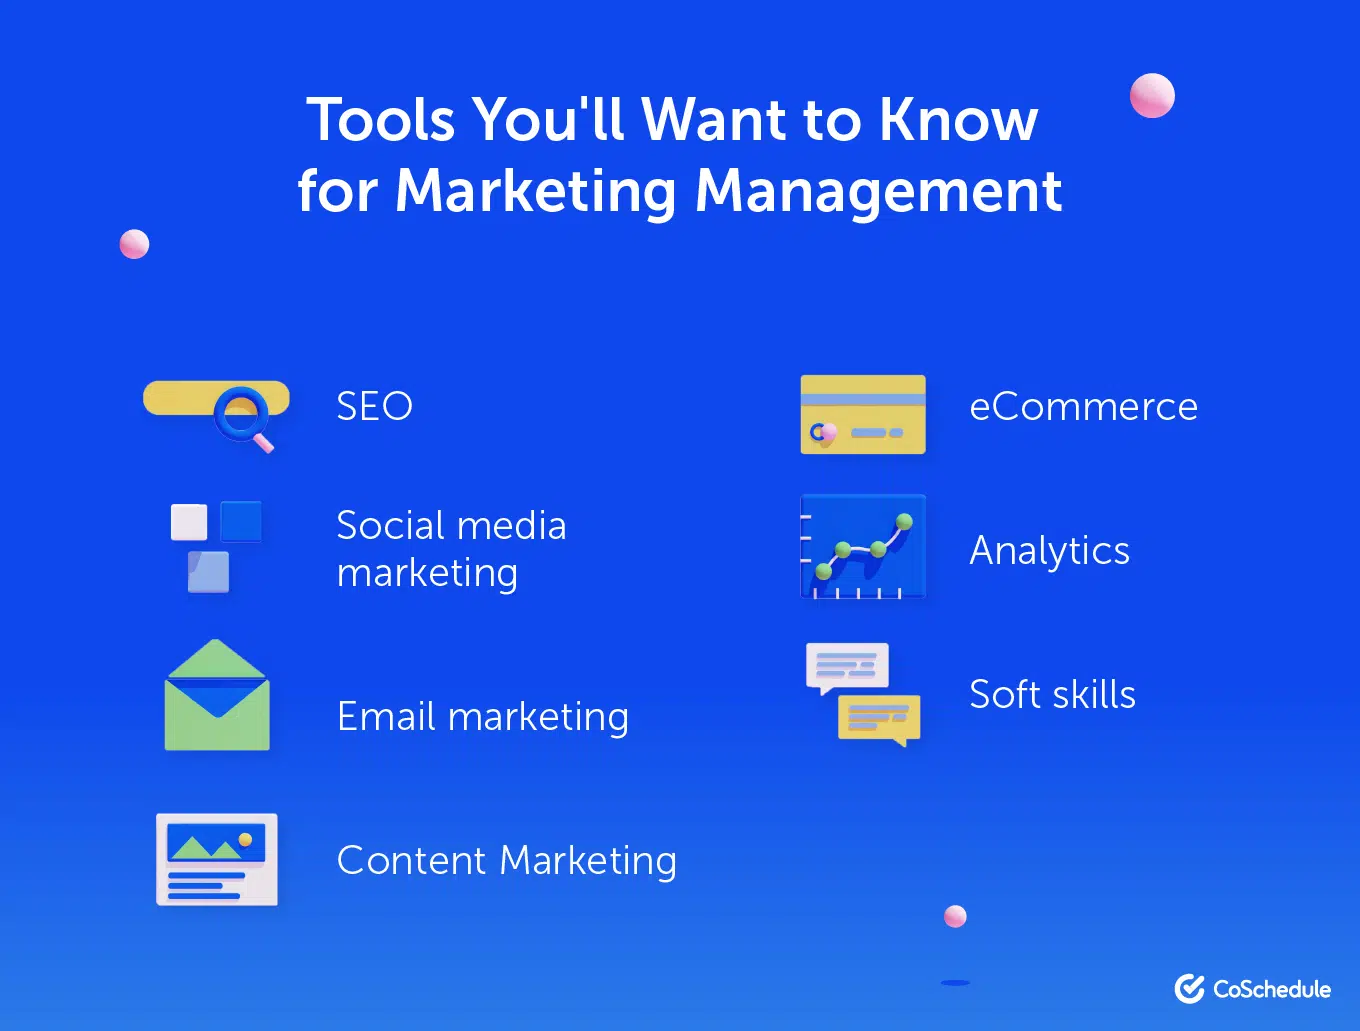 Tools You'll Want to Know
for Marketing Management
SEO
Social media
marketing
Email marketing
Content Marketing
eCommerce
Analytics
Soft skills
CoSchedule